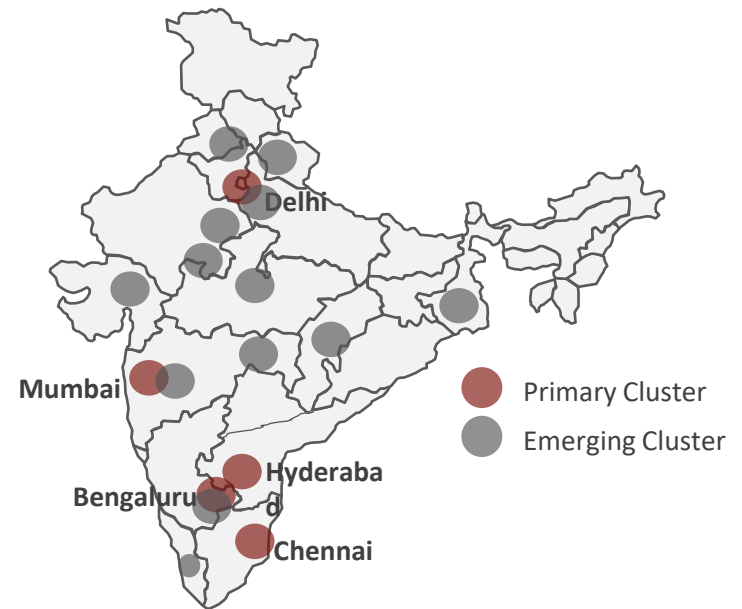 Delhi
Mumbai
Primary Cluster
Emerging Cluster
Hyderaba
d
Bengaluru
Chennai